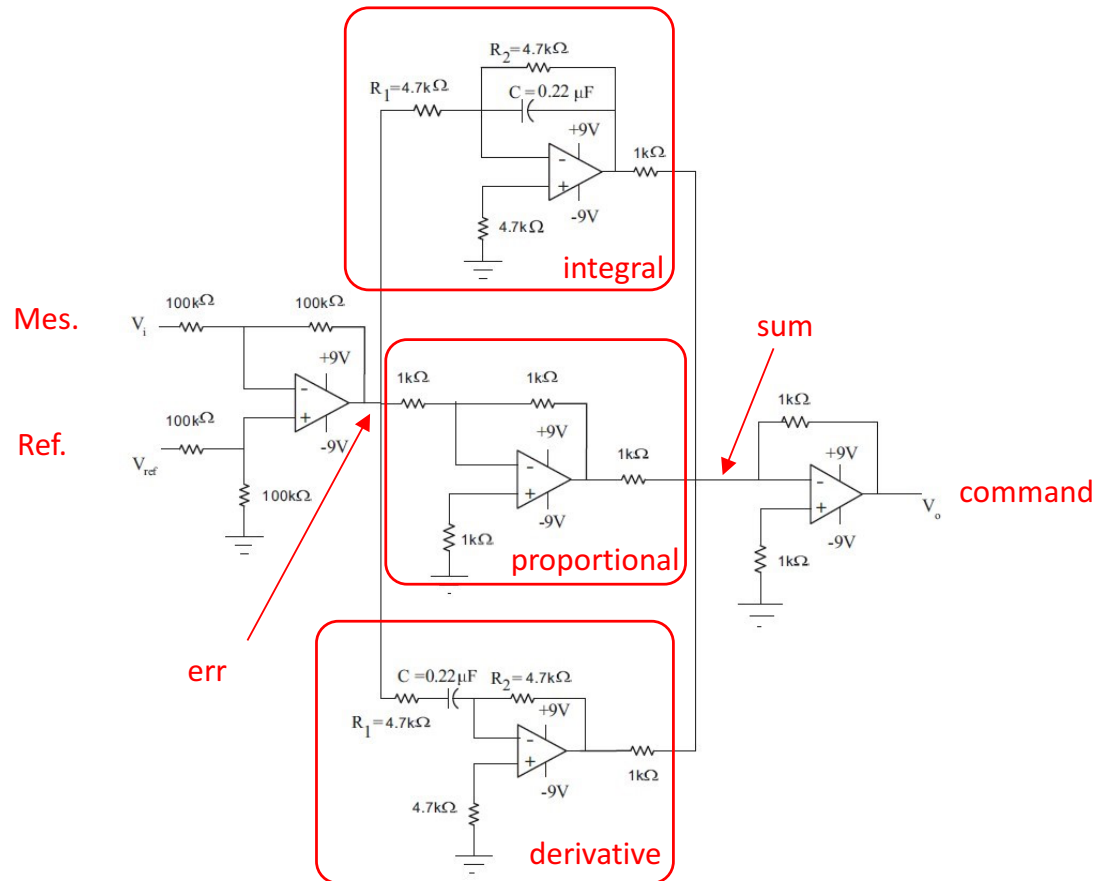 R2=4.7kΩ
R1=4.7kΩ
C=0.22 μF
+9V
1kΩ
-
+
-9V
4.7kΩ
integral
Mes.
100kΩ
100kΩ
Vi
sum
+9V
1kΩ
1kΩ
1kΩ
-
100kΩ
+
+9V
+9V
Ref.
-9V
1kΩ
Vref
-
-
100kΩ
+
+
command
Vo
-9V
-9V
1kΩ
proportional
1kΩ
err
C=0.22μF
R2=4.7kΩ
R1=4.7kΩ
+9V
-
+
1kΩ
-9V
4.7kΩ
derivative